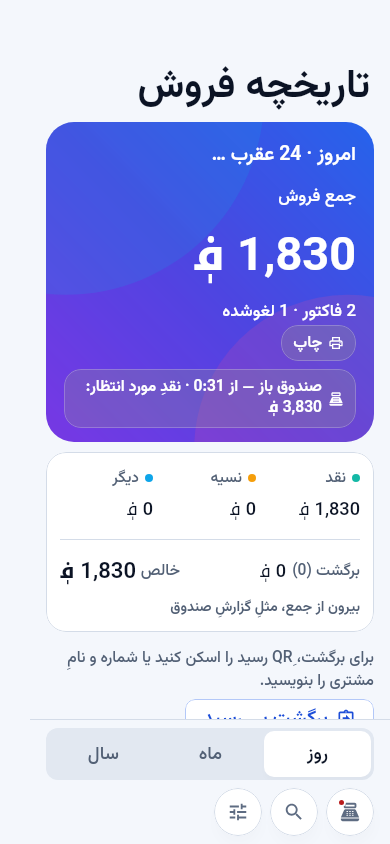 تاریخچه فروش
امروز · 24 عقرب ...
جمع فروش
1,830 ؋
2 فاکتور · 1 لغوشده
چاپ
صندوق باز — از 0:31 · نقدِ مورد انتظار:
3,830 ؋
نقد
نسیه
دیگر
1,830 ؋
0 ؋
0 ؋
برگشت (0) 0 ؋
خالص 1,830 ؋
بیرون از جمع، مثلِ گزارشِ صندوق
برای برگشت، QRِ رسید را اسکن کنید یا شماره و نامِ
مشتری را بنویسید.
روز
ماه
سال